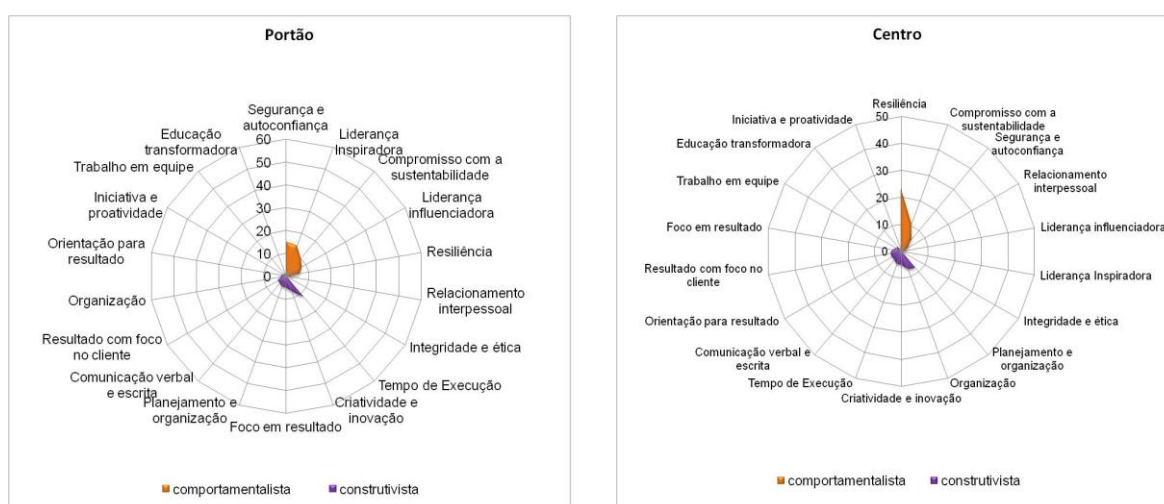 Portão
Segurança e
autoconfiança
Liderança
Inspiradora
Compromisso com a
sustentabilidade
Liderança
influenciadora
Resiliência
Relacionamento
interpessoal
Integridade e ética
Tempo de Execução
Criatividade e
inovação
Foco em resultado
Planejamento e
organização
Comunicação verbal
e escrita
Resultado com foco
no cliente
Organização
Orientação para
resultado
Iniciativa e
proatividade
Trabalho em equipe
Educação
transformadora
60
50
40
30
20
10
0
comportamentalista
construtivista
Centro
Resiliência
Compromisso com a
sustentabilidade
Segurança e
autoconfiança
Relacionamento
interpessoal
Liderança influenciadora
Liderança Inspiradora
Integridade e ética
Planejamento e
organização
Organização
Criatividade e inovação
Tempo de Execução
Comunicação verbal e
escrita
Orientação para resultado
Resultado com foco no
cliente
Foco em resultado
Trabalho em equipe
Educação transformadora
Iniciativa e proatividade
50
40
30
20
10
0
comportamentalista
construtivista